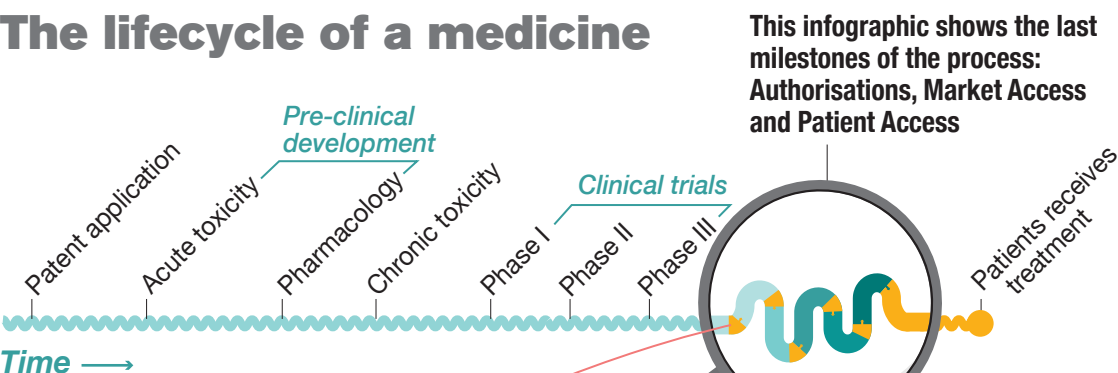 The lifecycle of a medicine
This infographic shows the last
milestones of the process:
Authorisations, Market Access
and Patient Access
Pre-clinical
development
Clinical trials
Patent application
Acute toxicity
Pharmacology
Chronic toxicity
Phase I
Phase II
Phase III
Patients receives
treatment
Time